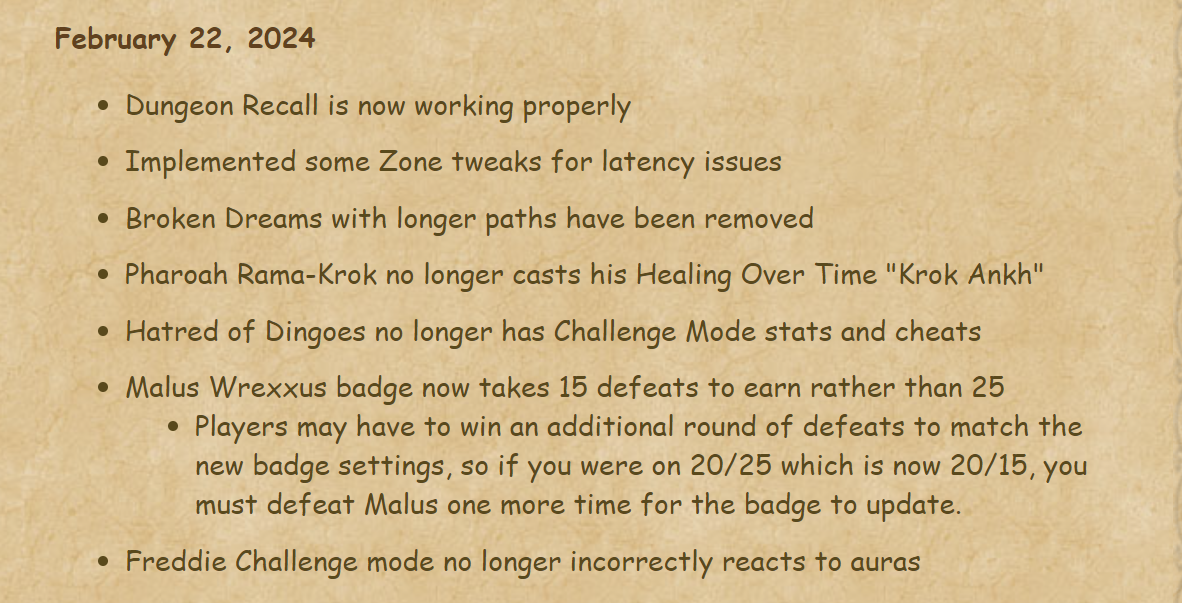 February 22, 2024
Dungeon Recall is now working properly
Implemented some Zone tweaks for latency issues
Broken Dreams with longer paths have been removed
Pharoah Rama-Krok no longer casts his Healing Over Time "Krok Ankh"
Hatred of Dingoes no longer has Challenge Mode stats and cheats
Malus Wrexxus badge now takes 15 defeats to earn rather than 25
Players may have to win an additional round of defeats to match the
new badge settings, so if you were on 20/25 which is now 20/15, you
must defeat Malus one more time for the badge to update.
Freddie Challenge mode no longer incorrectly reacts to auras